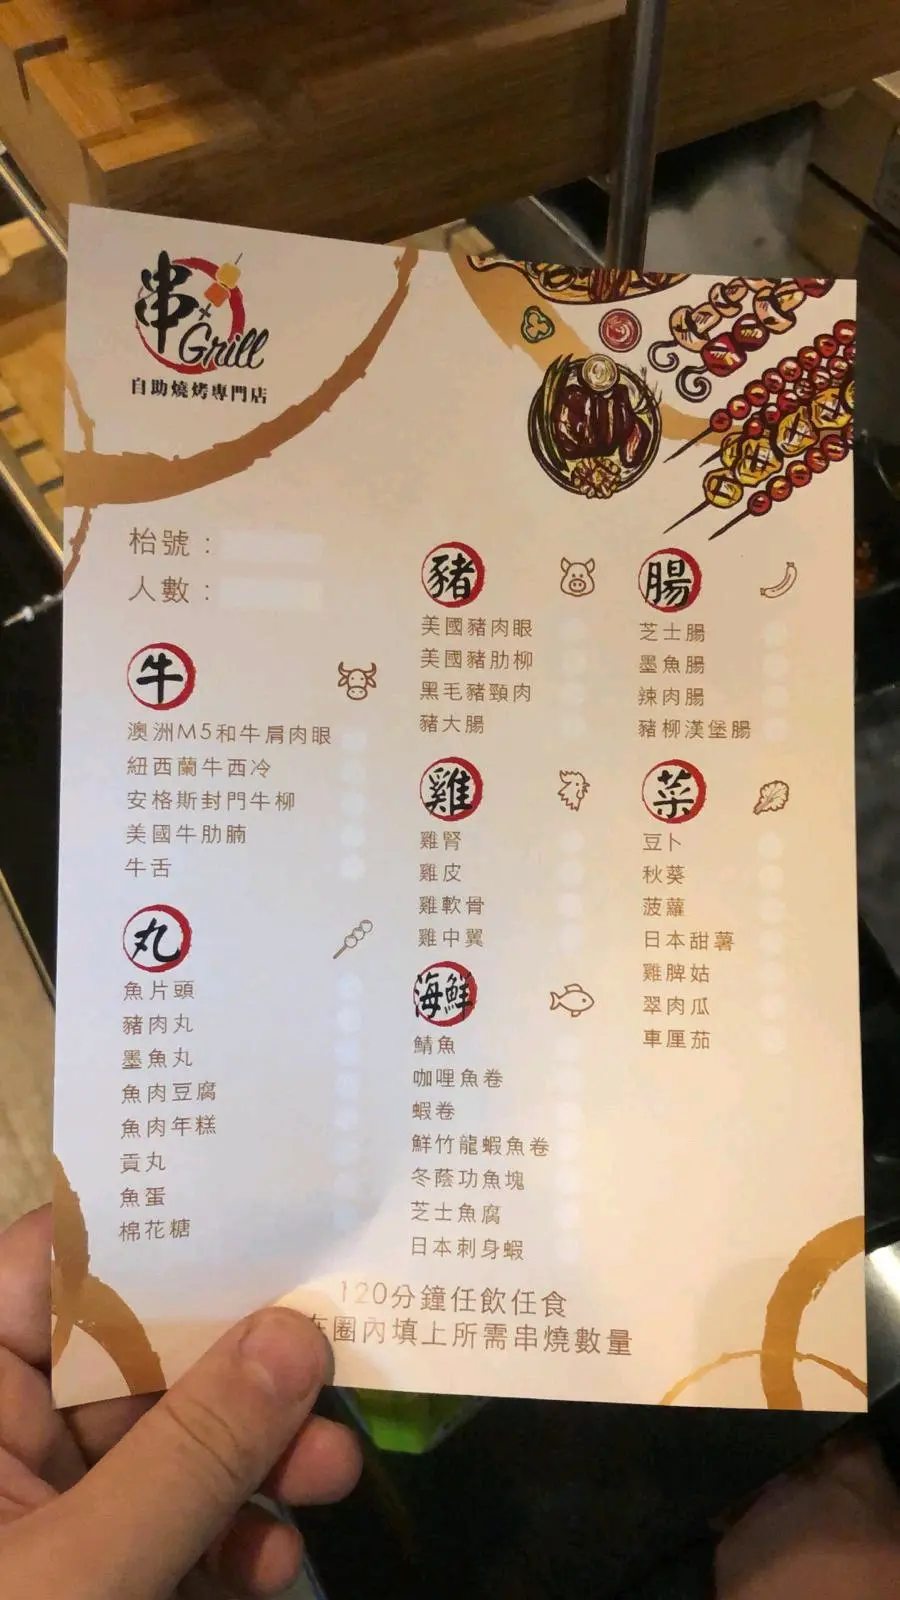 串
×
Grill
自助燒烤專門店
枱號：
人數：
牛
澳洲M5和牛肩肉眼
紐西蘭牛西冷
安格斯封門牛柳
美國牛肋腩
牛舌
丸
魚片頭
豬肉丸
墨魚丸
魚肉豆腐
魚肉年糕
貢丸
魚蛋
棉花糖
豬
美國豬肉眼
美國豬肋柳
黑毛豬頸肉
豬大腸
雞
雞腎
雞皮
雞軟骨
雞中翼
海鮮
鯖魚
咖哩魚卷
蝦卷
鮮竹龍蝦魚卷
冬蔭功魚塊
芝士魚腐
日本刺身蝦
腸
芝士腸
墨魚腸
辣肉腸
豬柳漢堡腸
菜
豆卜
秋葵
菠蘿
日本甜薯
雞脾菇
翠肉瓜
車厘茄
120分鐘任飲任食
在圈內填上所需串燒數量